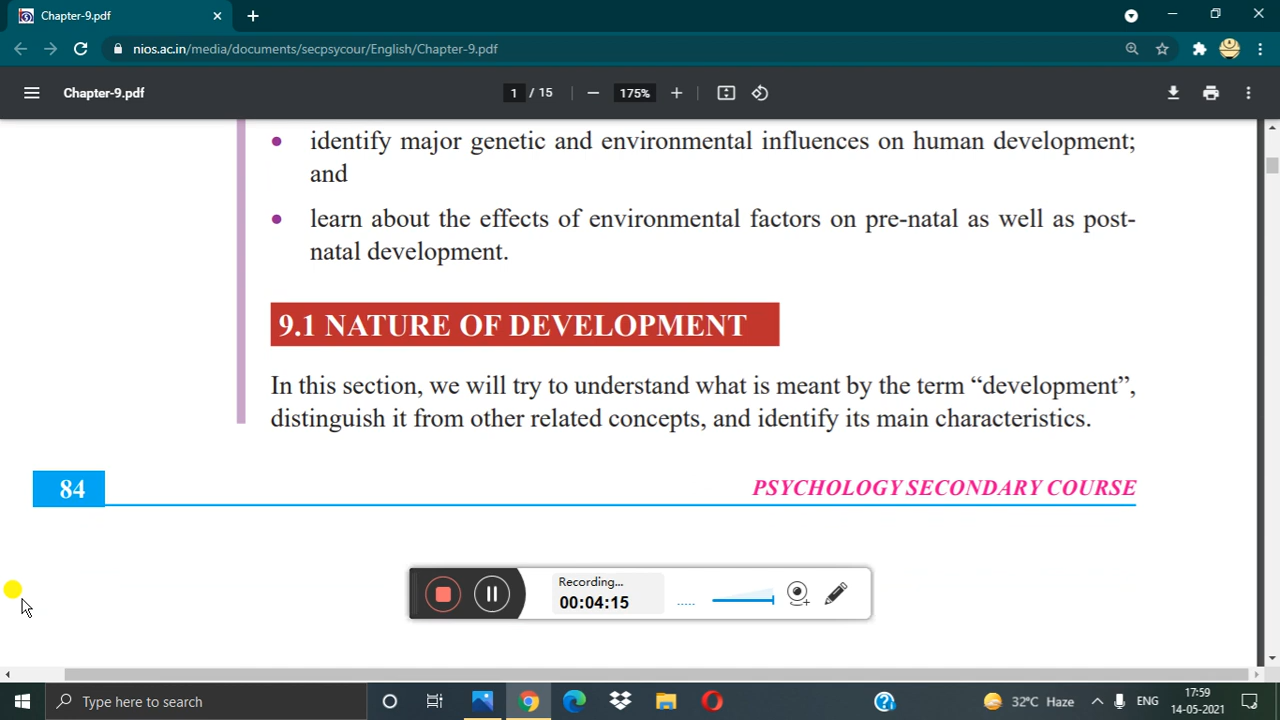 Chapter-9.pdf
nios.ac.in/media/documents/secpsycour/English/Chapter-9.pdf
Chapter-9.pdf
1 / 15
175%
identify major genetic and environmental influences on human development;
and
learn about the effects of environmental factors on pre-natal as well as post-
natal development.
9.1 NATURE OF DEVELOPMENT
In this section, we will try to understand what is meant by the term “development”,
distinguish it from other related concepts, and identify its main characteristics.
84
PSYCHOLOGY SECONDARY COURSE
Recording...
00:04:15
Type here to search
32°C Haze
ENG
17:59
14-05-2021